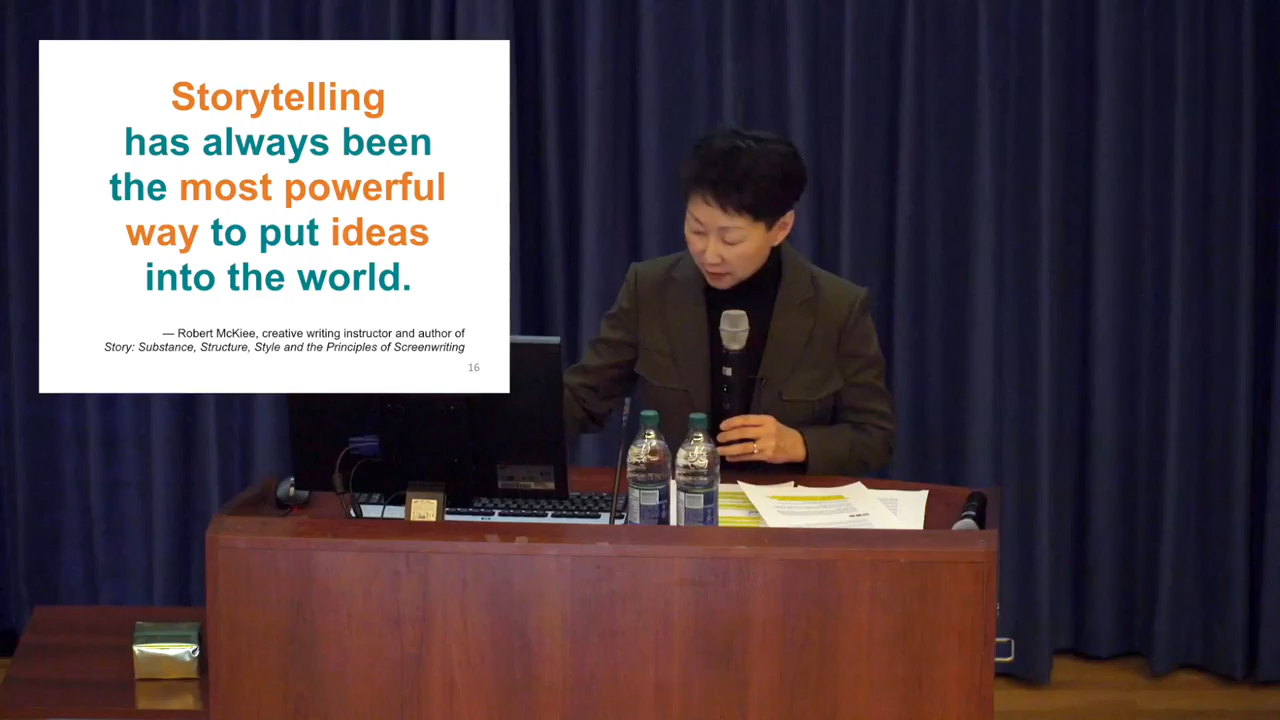 Storytelling
has always been
the most powerful
way to put ideas
into the world.
— Robert McKiee, creative writing instructor and author of
Story: Substance, Structure, Style and the Principles of Screenwriting
16